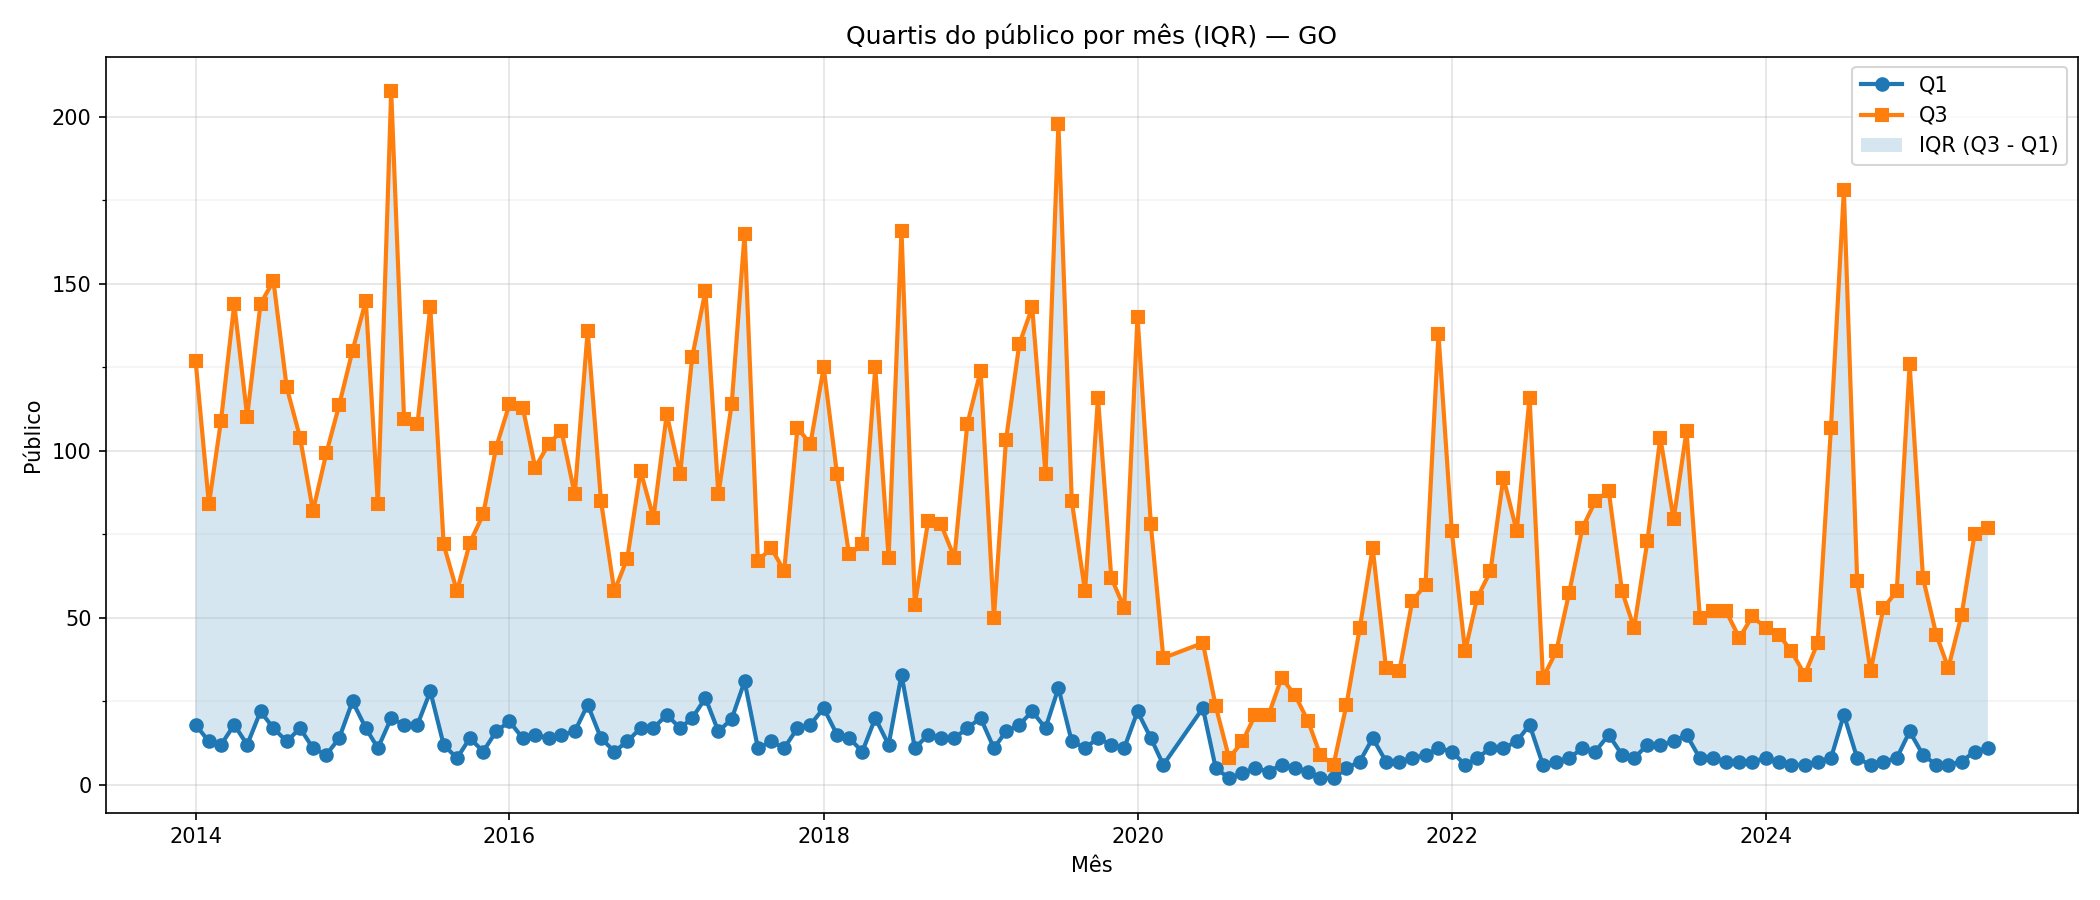 Quartis do público por mês (IQR) — GO
Q1
Q3
IQR (Q3 - Q1)
Público
200
150
100
50
0
2014
2016
2018
2020
2022
2024
Mês